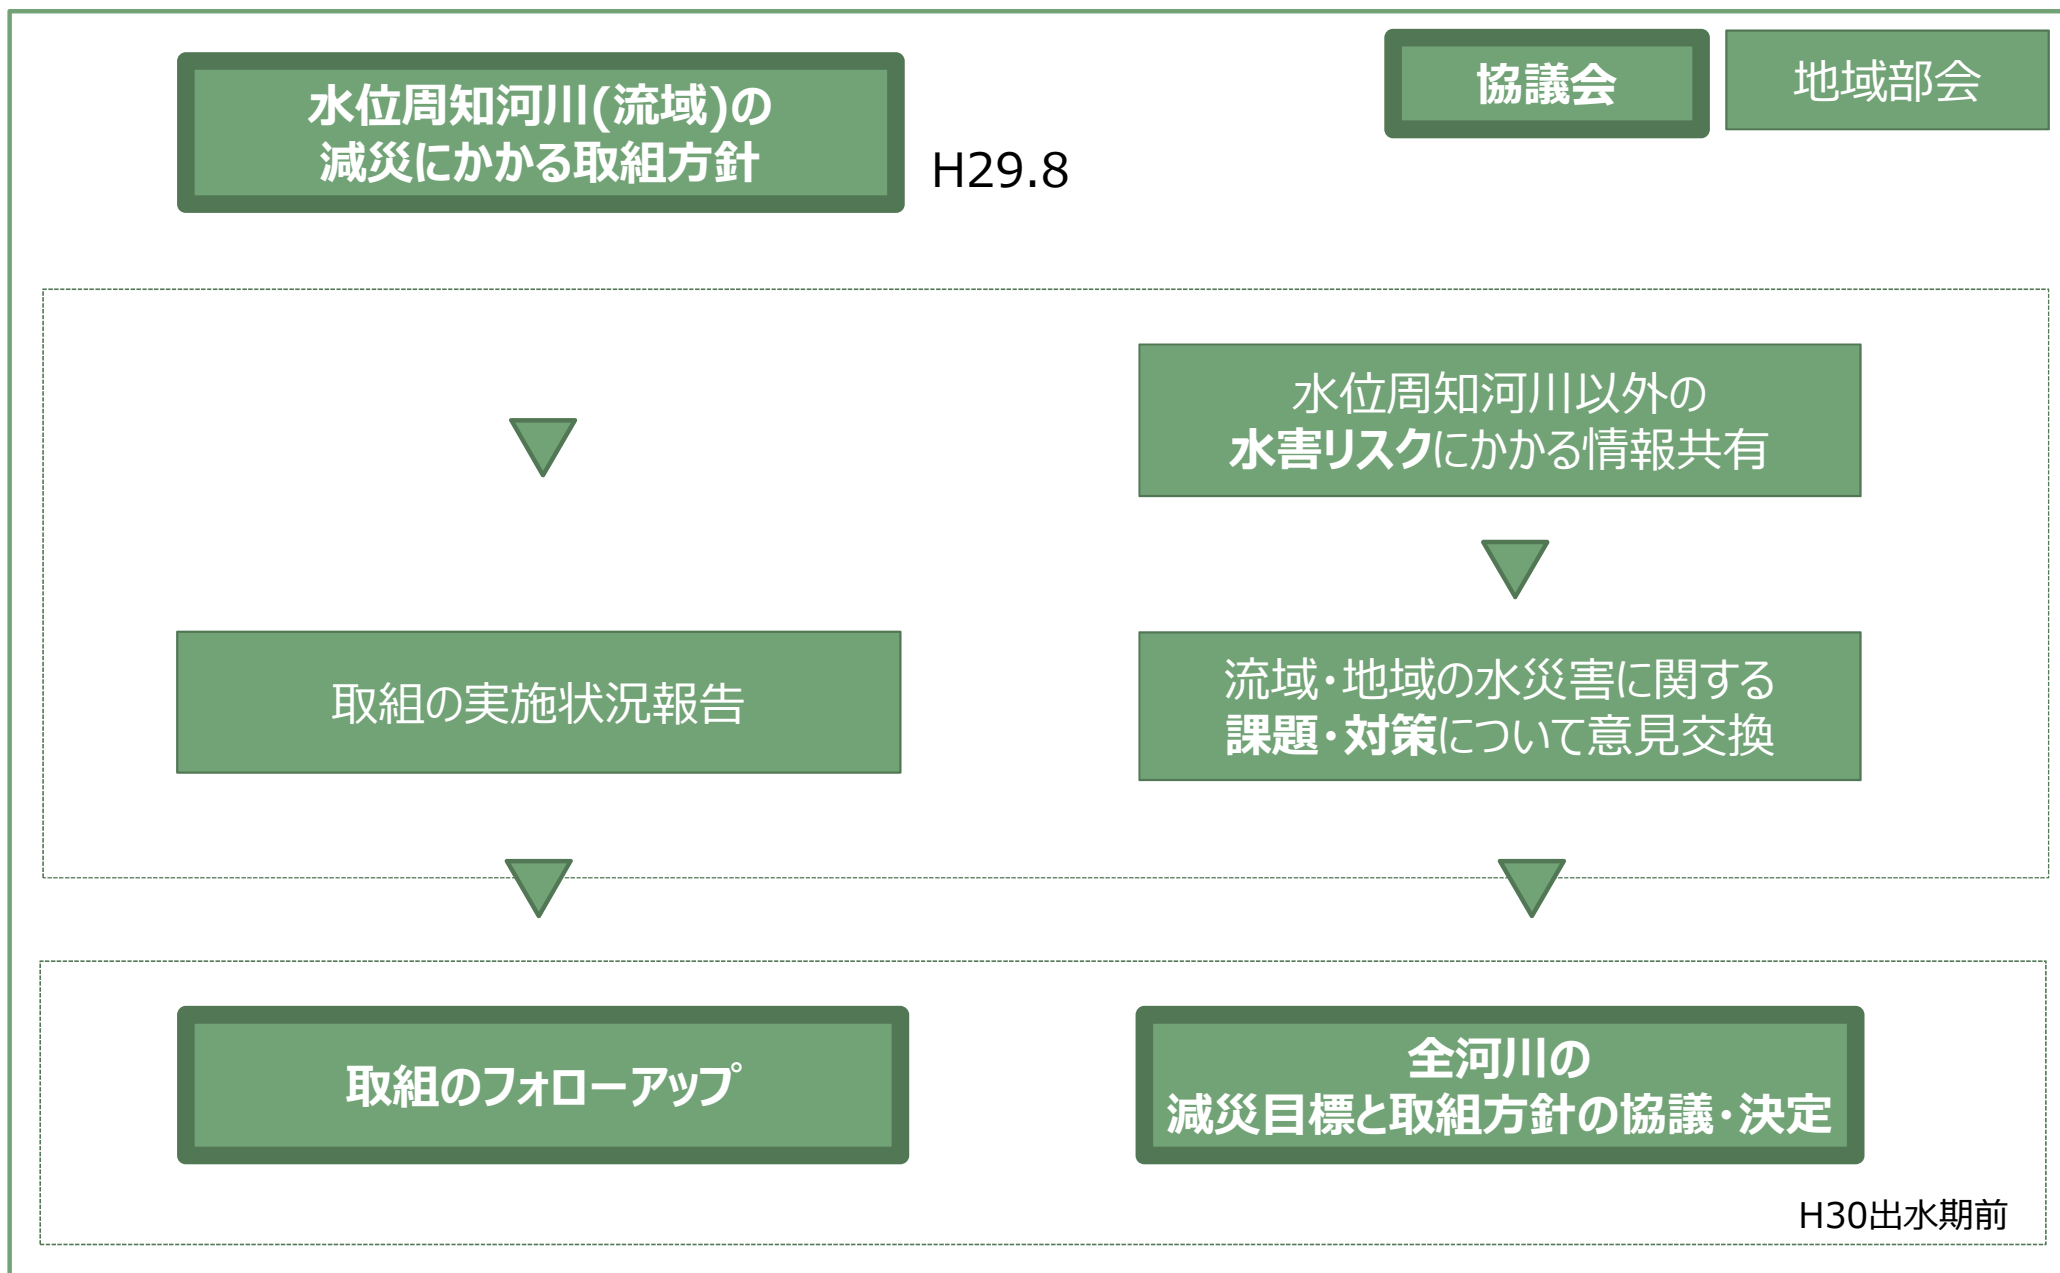 水位周知河川(流域)の
減災にかかる取組方針
H29.8
協議会
地域部会
水位周知河川以外の
水害リスクにかかる情報共有
取組の実施状況報告
流域・地域の水災害に関する
課題・対策について意見交換
取組のフォローアップ
全河川の
減災目標と取組方針の協議・決定
H30出水期前